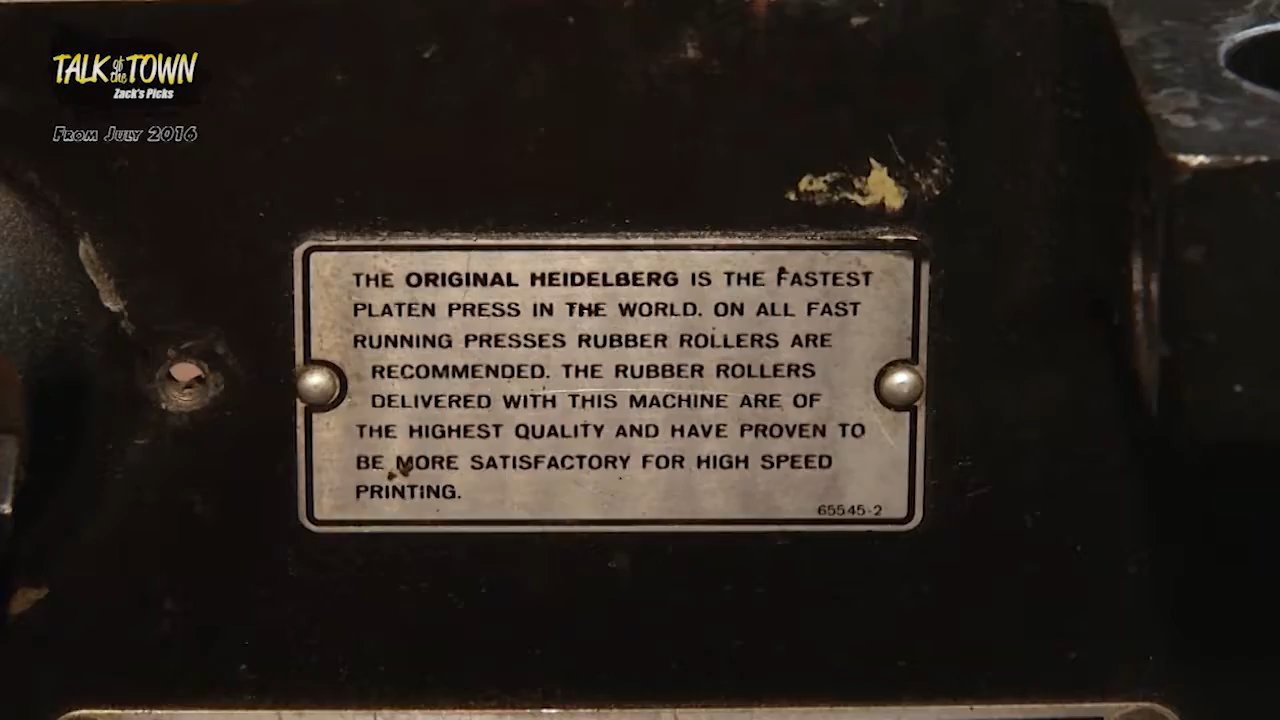 TALK of the TOWN
Zack's Picks
FROM JULY 2016
THE ORIGINAL HEIDELBERG IS THE FASTEST
PLATEN PRESS IN THE WORLD. ON ALL FAST
RUNNING PRESSES RUBBER ROLLERS ARE
RECOMMENDED. THE RUBBER ROLLERS
DELIVERED WITH THIS MACHINE ARE OF
THE HIGHEST QUALITY AND HAVE PROVEN TO
BE MORE SATISFACTORY FOR HIGH SPEED
PRINTING.
65545-2